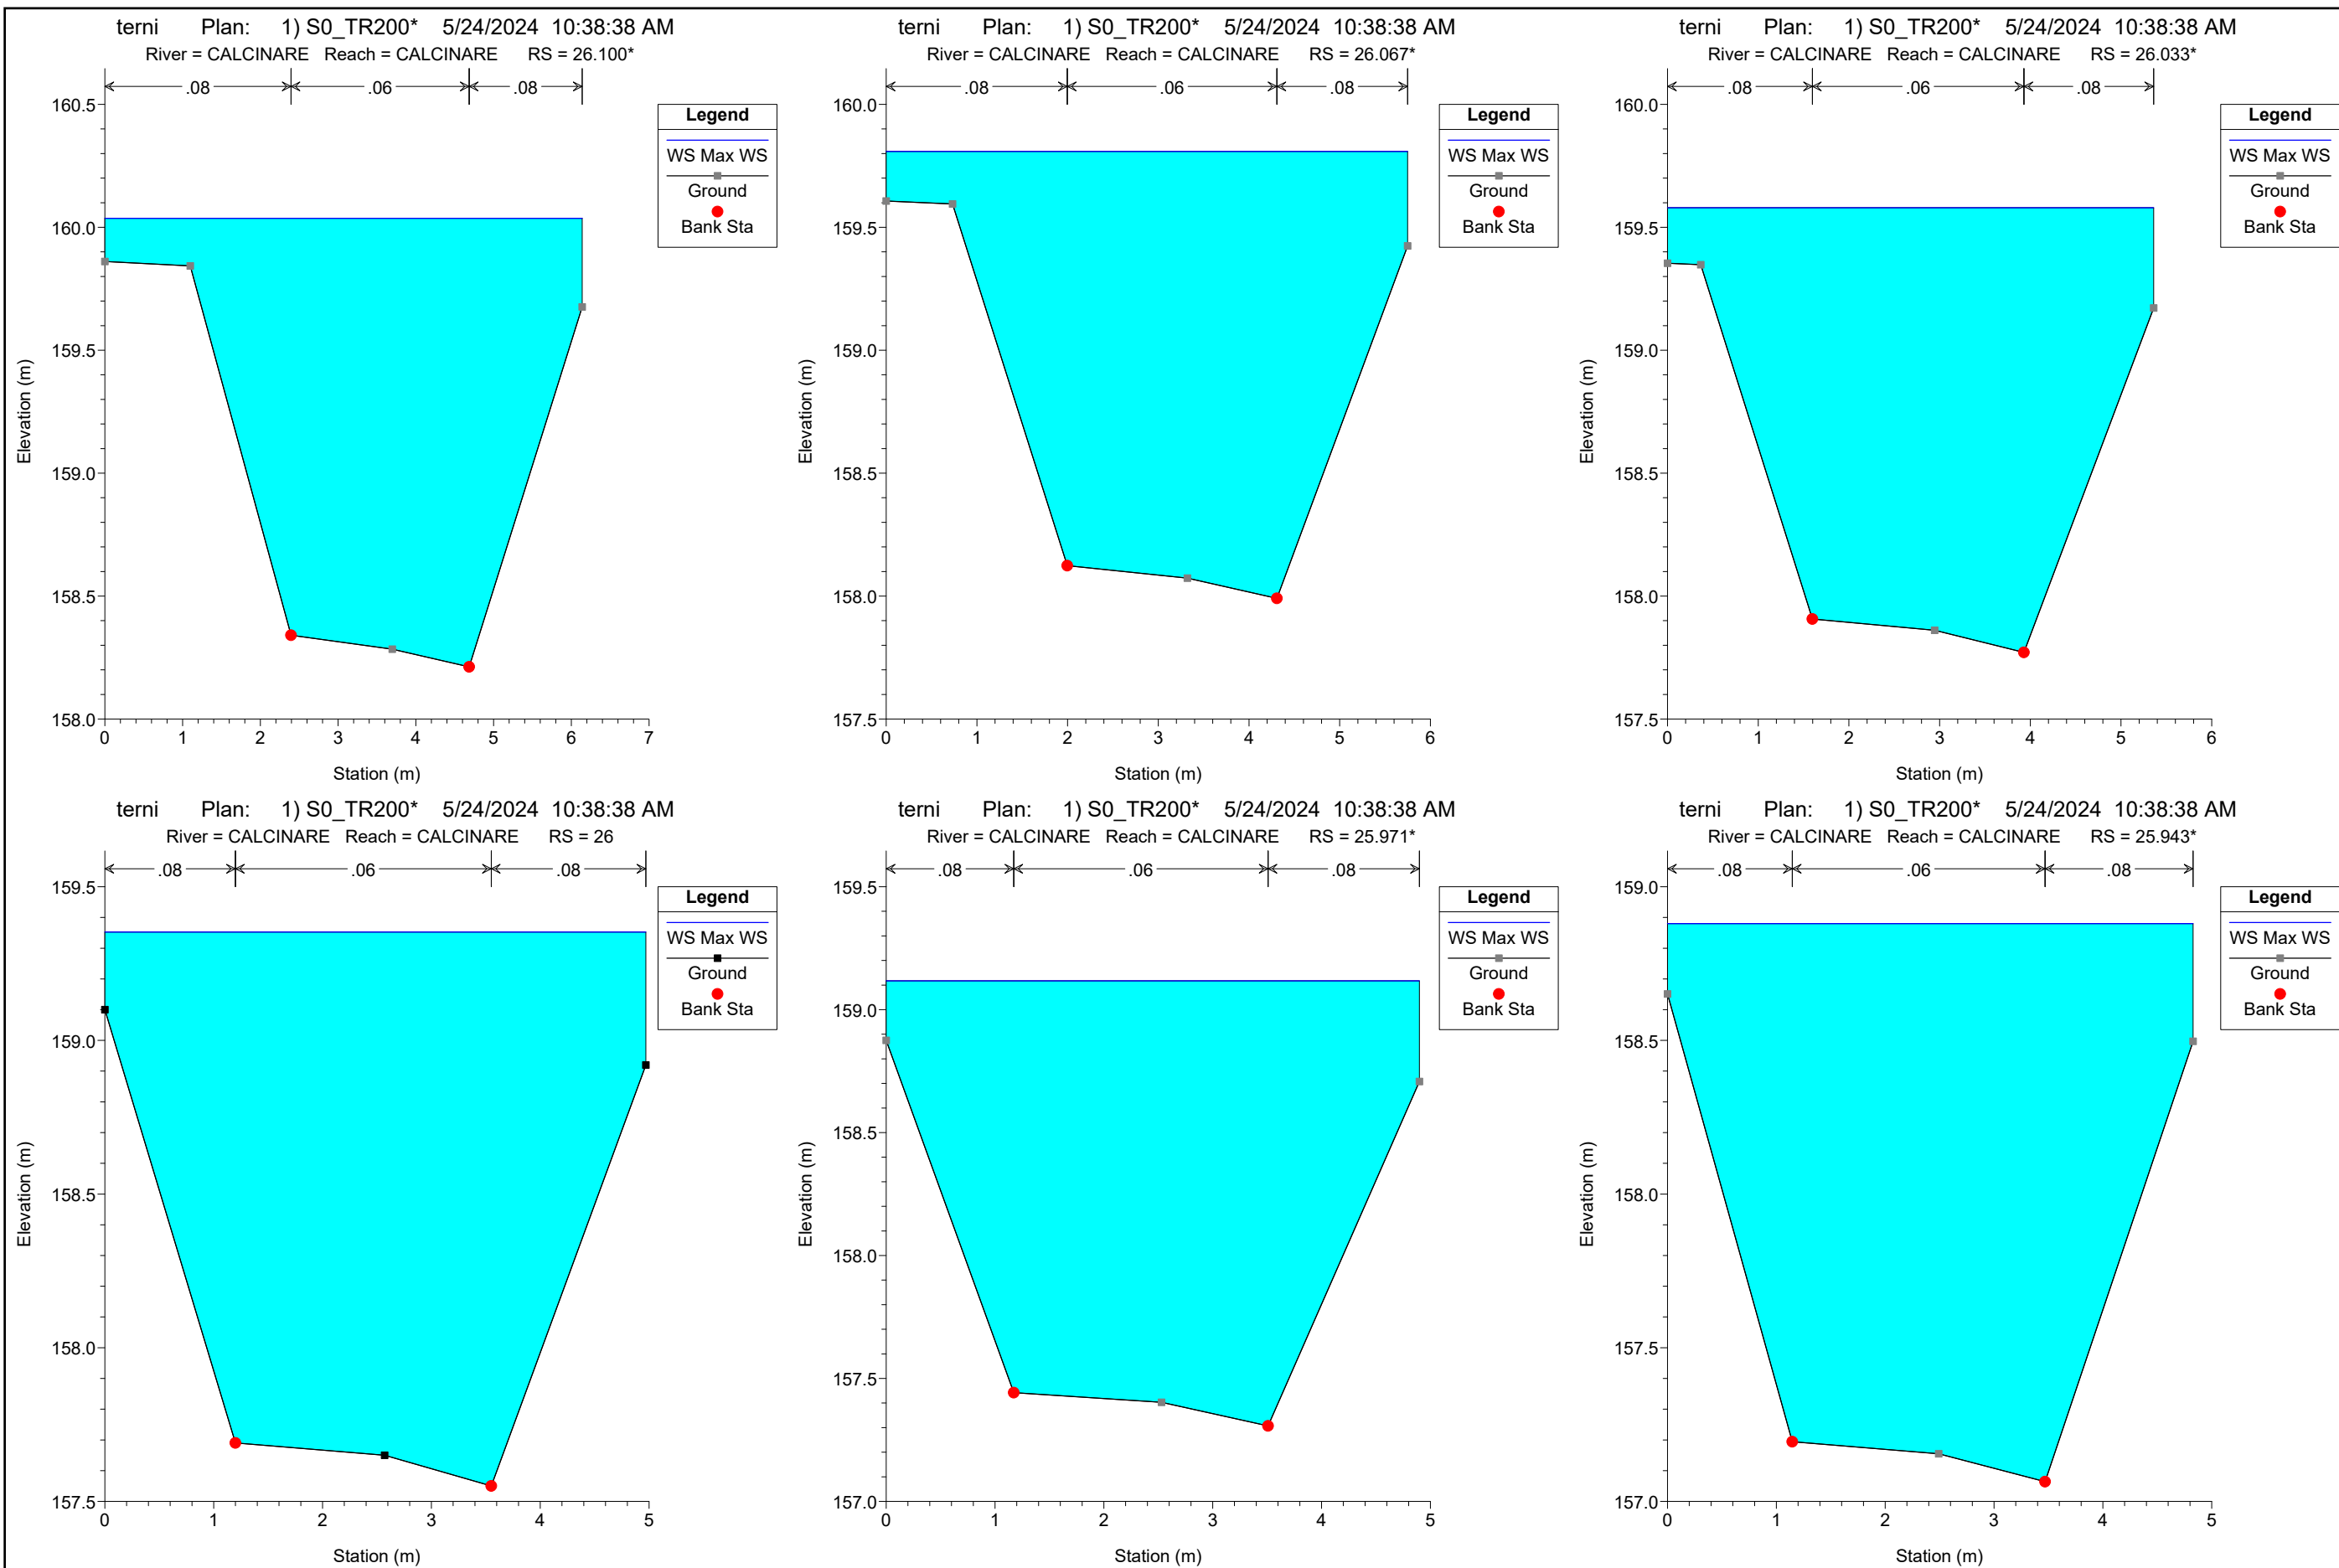 terni Plan: 1) S0_TR200* 5/24/2024 10:38:38 AM
River = CALCINARE Reach = CALCINARE RS = 26.100*
.08 .06 .08
160.5
160.0
159.5
159.0
158.5
158.0
0 1 2 3 4 5 6 7
Station (m)
Elevation (m)
Legend
WS Max WS
Ground
Bank Sta
terni Plan: 1) S0_TR200* 5/24/2024 10:38:38 AM
River = CALCINARE Reach = CALCINARE RS = 26.067*
.08 .06 .08
160.0
159.5
159.0
158.5
158.0
157.5
0 1 2 3 4 5 6
Station (m)
Elevation (m)
Legend
WS Max WS
Ground
Bank Sta
terni Plan: 1) S0_TR200* 5/24/2024 10:38:38 AM
River = CALCINARE Reach = CALCINARE RS = 26.033*
.08 .06 .08
160.0
159.5
159.0
158.5
158.0
157.5
0 1 2 3 4 5 6
Station (m)
Elevation (m)
Legend
WS Max WS
Ground
Bank Sta
terni Plan: 1) S0_TR200* 5/24/2024 10:38:38 AM
River = CALCINARE Reach = CALCINARE RS = 26
.08 .06 .08
159.5
159.0
158.5
158.0
157.5
0 1 2 3 4 5
Station (m)
Elevation (m)
Legend
WS Max WS
Ground
Bank Sta
terni Plan: 1) S0_TR200* 5/24/2024 10:38:38 AM
River = CALCINARE Reach = CALCINARE RS = 25.971*
.08 .06 .08
159.5
159.0
158.5
158.0
157.5
157.0
0 1 2 3 4 5
Station (m)
Elevation (m)
Legend
WS Max WS
Ground
Bank Sta
terni Plan: 1) S0_TR200* 5/24/2024 10:38:38 AM
River = CALCINARE Reach = CALCINARE RS = 25.943*
.08 .06 .08
159.0
158.5
158.0
157.5
157.0
0 1 2 3 4 5
Station (m)
Elevation (m)
Legend
WS Max WS
Ground
Bank Sta